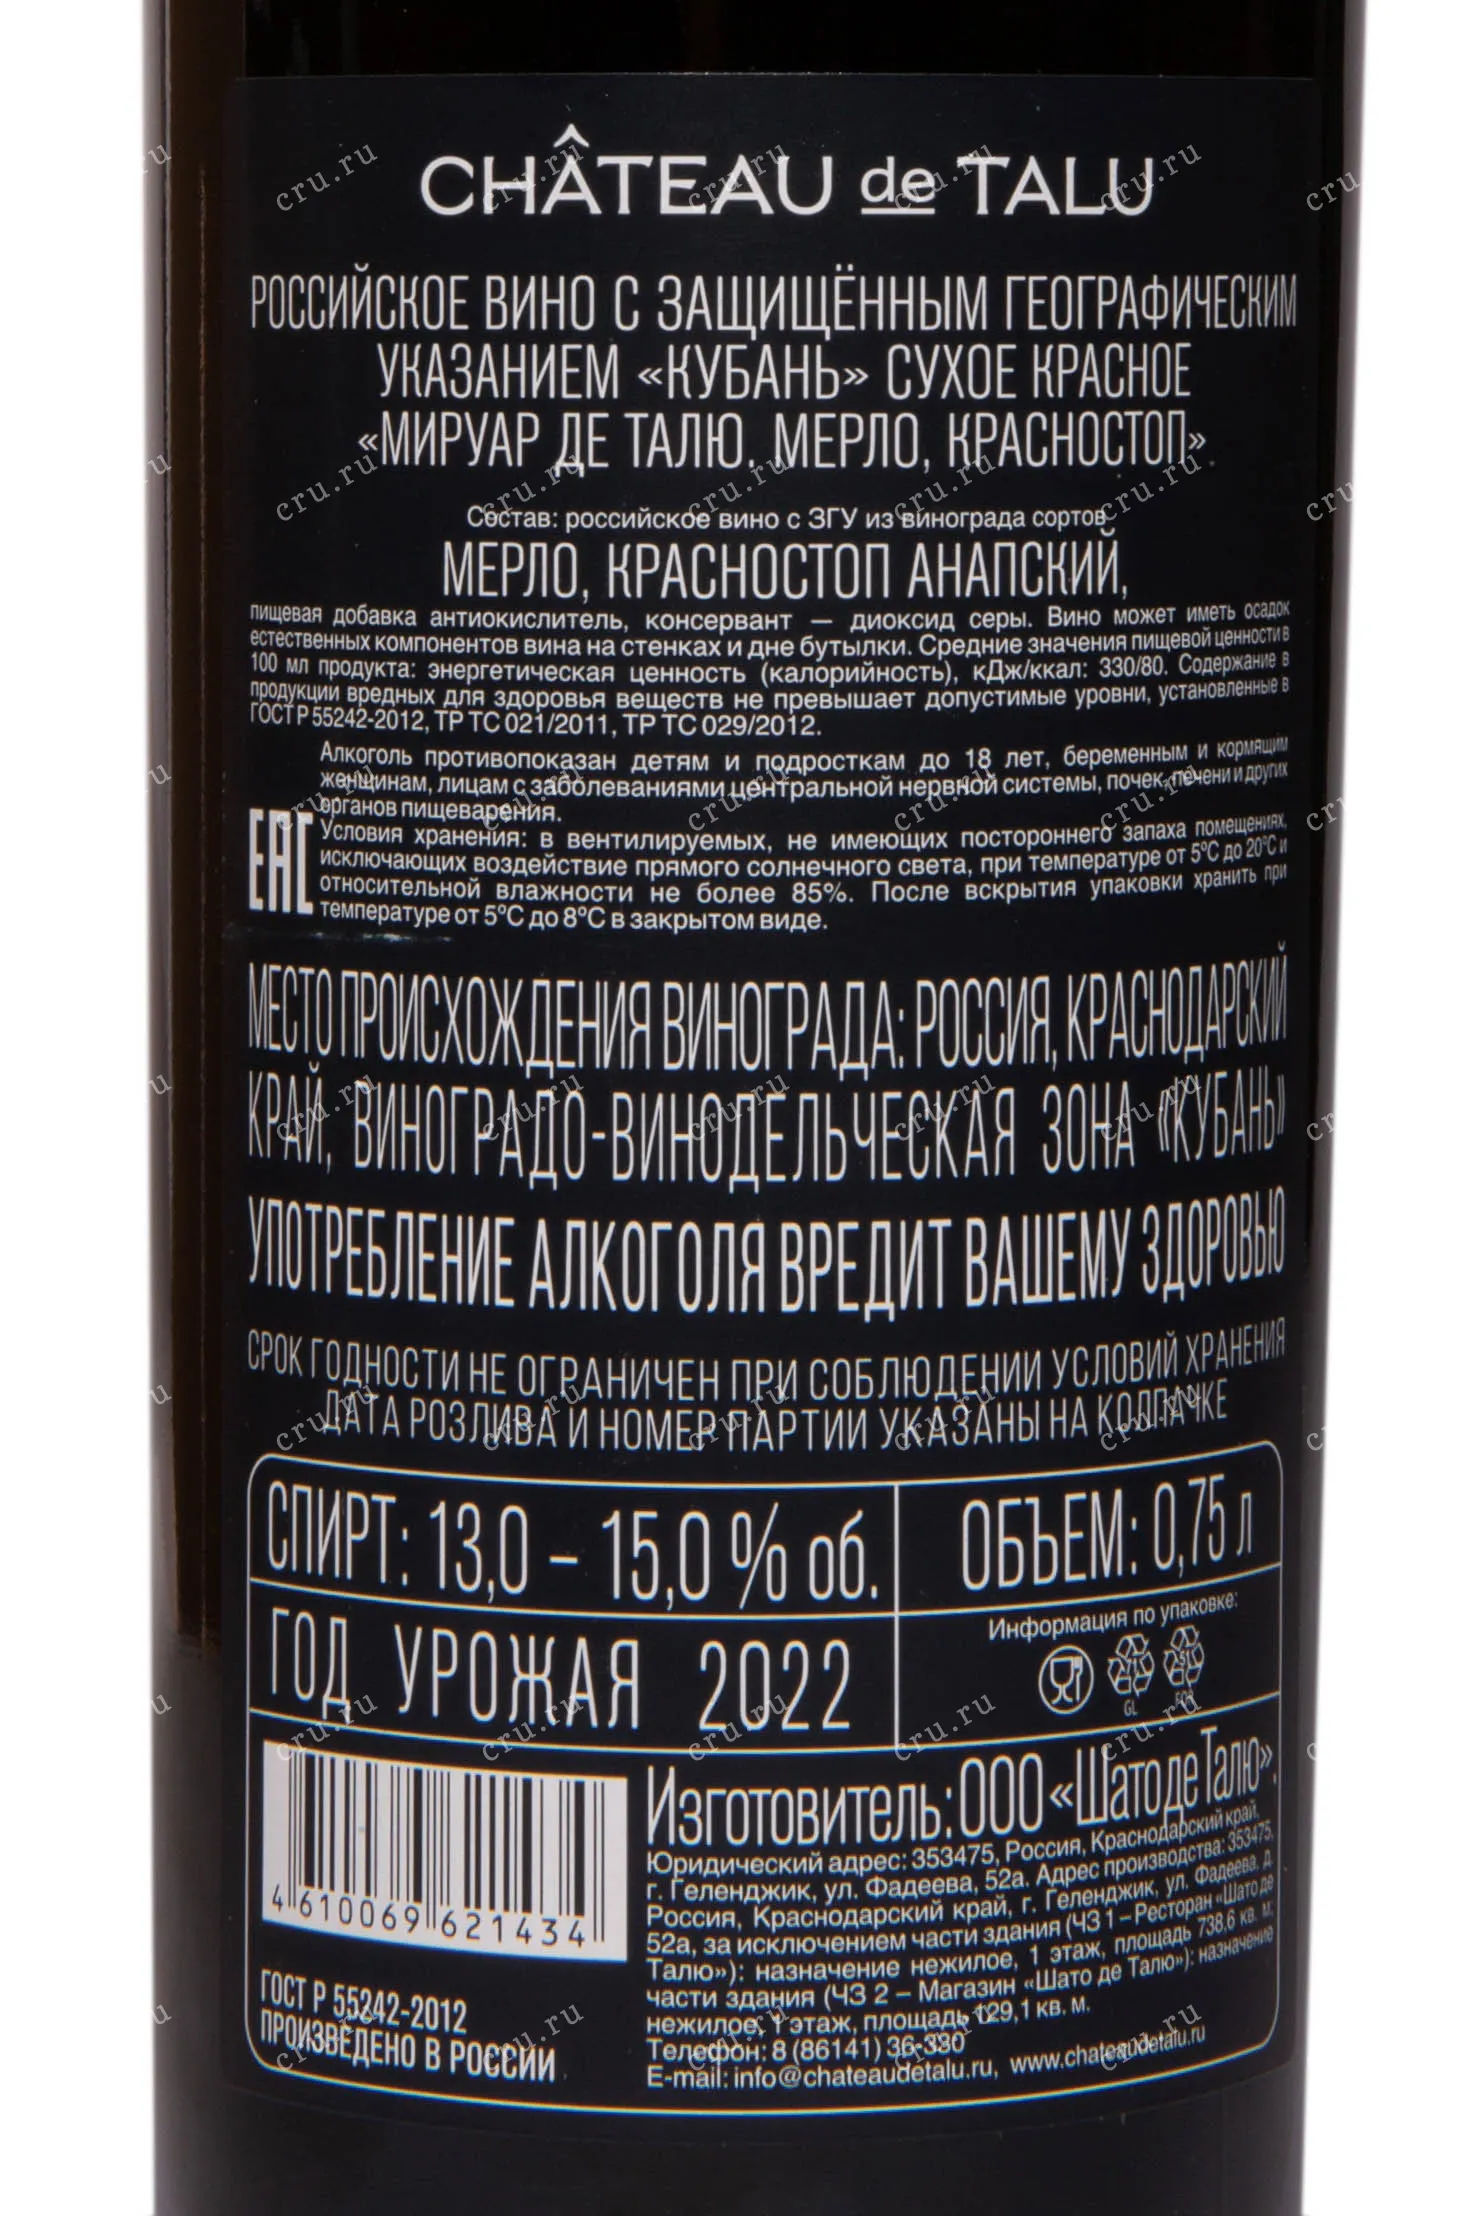 CHÂTEAU de TALU
РОССИЙСКОЕ ВИНО С ЗАЩИЩЁННЫМ ГЕОГРАФИЧЕСКИМ
УКАЗАНИЕМ «КУБАНЬ» СУХОЕ КРАСНОЕ
«МИРУАР ДЕ ТАЛЮ. МЕРЛО, КРАСНОСТОП»
Состав: российское вино с ЗГУ из винограда сортов
МЕРЛО, КРАСНОСТОП АНАПСКИЙ,
пищевая добавка антиокислитель, консервант — диоксид серы. Вино может иметь осадок
естественных компонентов вина на стенках и дне бутылки. Средние значения пищевой ценности в
100 мл продукта: энергетическая ценность (калорийность), кДж/ккал: 330/80. Содержание в
продукции вредных для здоровья веществ не превышает допустимые уровни, установленные в
ГОСТ Р 55242-2012, ТР ТС 021/2011, ТР ТС 029/2012.
Алкоголь противопоказан детям и подросткам до 18 лет, беременным и кормящим
женщинам, лицам с заболеваниями центральной нервной системы, почек, печени и других
органов пищеварения.
Условия хранения: в вентилируемых, не имеющих постороннего запаха помещениях,
исключающих воздействие прямого солнечного света, при температуре от 5°С до 20°С и
относительной влажности не более 85%. После вскрытия упаковки хранить при
температуре от 5°С до 8°С в закрытом виде.
EAC
МЕСТО ПРОИСХОЖДЕНИЯ ВИНОГРАДА: РОССИЯ, КРАСНОДАРСКИЙ
КРАЙ, ВИНОГРАДО-ВИНОДЕЛЬЧЕСКАЯ ЗОНА «КУБАНЬ»
УПОТРЕБЛЕНИЕ АЛКОГОЛЯ ВРЕДИТ ВАШЕМУ ЗДОРОВЬЮ
СРОК ГОДНОСТИ НЕ ОГРАНИЧЕН ПРИ СОБЛЮДЕНИИ УСЛОВИЙ ХРАНЕНИЯ
ДАТА РОЗЛИВА И НОМЕР ПАРТИИ УКАЗАНЫ НА КОЛПАЧКЕ
СПИРТ: 13,0 – 15,0 % об.
ОБЪЕМ: 0,75 л
ГОД УРОЖАЯ 2022
Информация по упаковке:
71 51
GL FOR
4 610069 621434
ГОСТ Р 55242-2012
ПРОИЗВЕДЕНО В РОССИИ
Изготовитель: ООО «Шато де Талю».
Юридический адрес: 353475, Россия, Краснодарский край,
г. Геленджик, ул. Фадеева, 52а. Адрес производства: 353475,
Россия, Краснодарский край, г. Геленджик, ул. Фадеева, д.
52а, за исключением части здания (ЧЗ 1 – Ресторан «Шато де
Талю»): назначение нежилое, 1 этаж, площадь 738,6 кв. м;
части здания (ЧЗ 2 – Магазин «Шато де Талю»): назначение
нежилое, 1 этаж, площадь 129,1 кв. м.
Телефон: 8 (86141) 36-330
E-mail: info@chateaudetalu.ru, www.chateaudetalu.ru
cru.ru